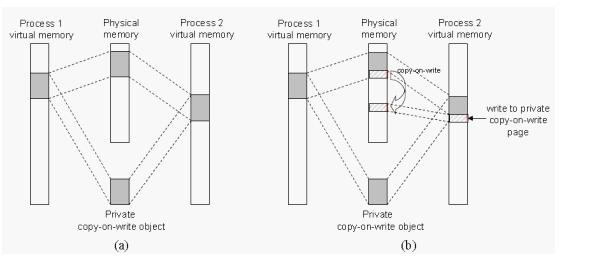 Process 1
virtual memory
Physical
memory
Process 2
virtual memory
Private
copy-on-write object
(a)
Process 1
virtual memory
Physical
memory
Process 2
virtual memory
copy-on-write
write to private
copy-on-write
page
Private
copy-on-write object
(b)